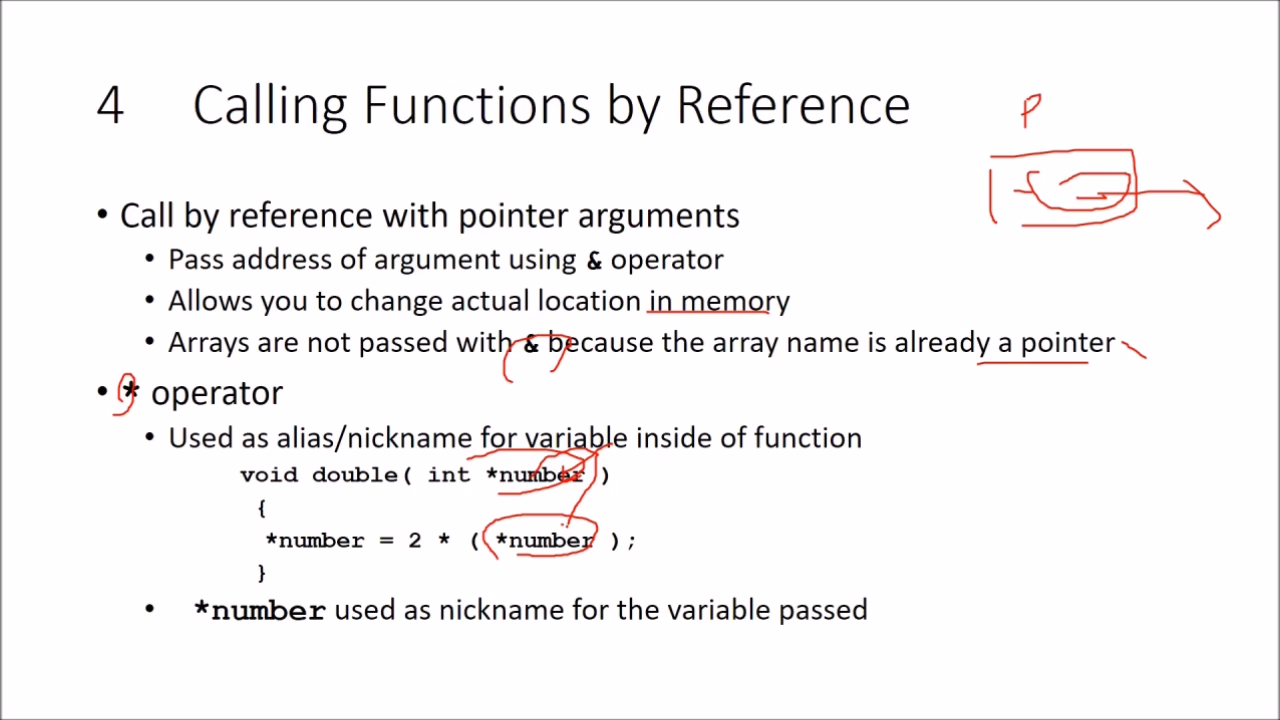 4 Calling Functions by Reference
P
• Call by reference with pointer arguments
• Pass address of argument using & operator
• Allows you to change actual location in memory
• Arrays are not passed with & because the array name is already a pointer
• * operator
• Used as alias/nickname for variable inside of function
void double( int *number )
{
*number = 2 * ( *number );
}
• *number used as nickname for the variable passed